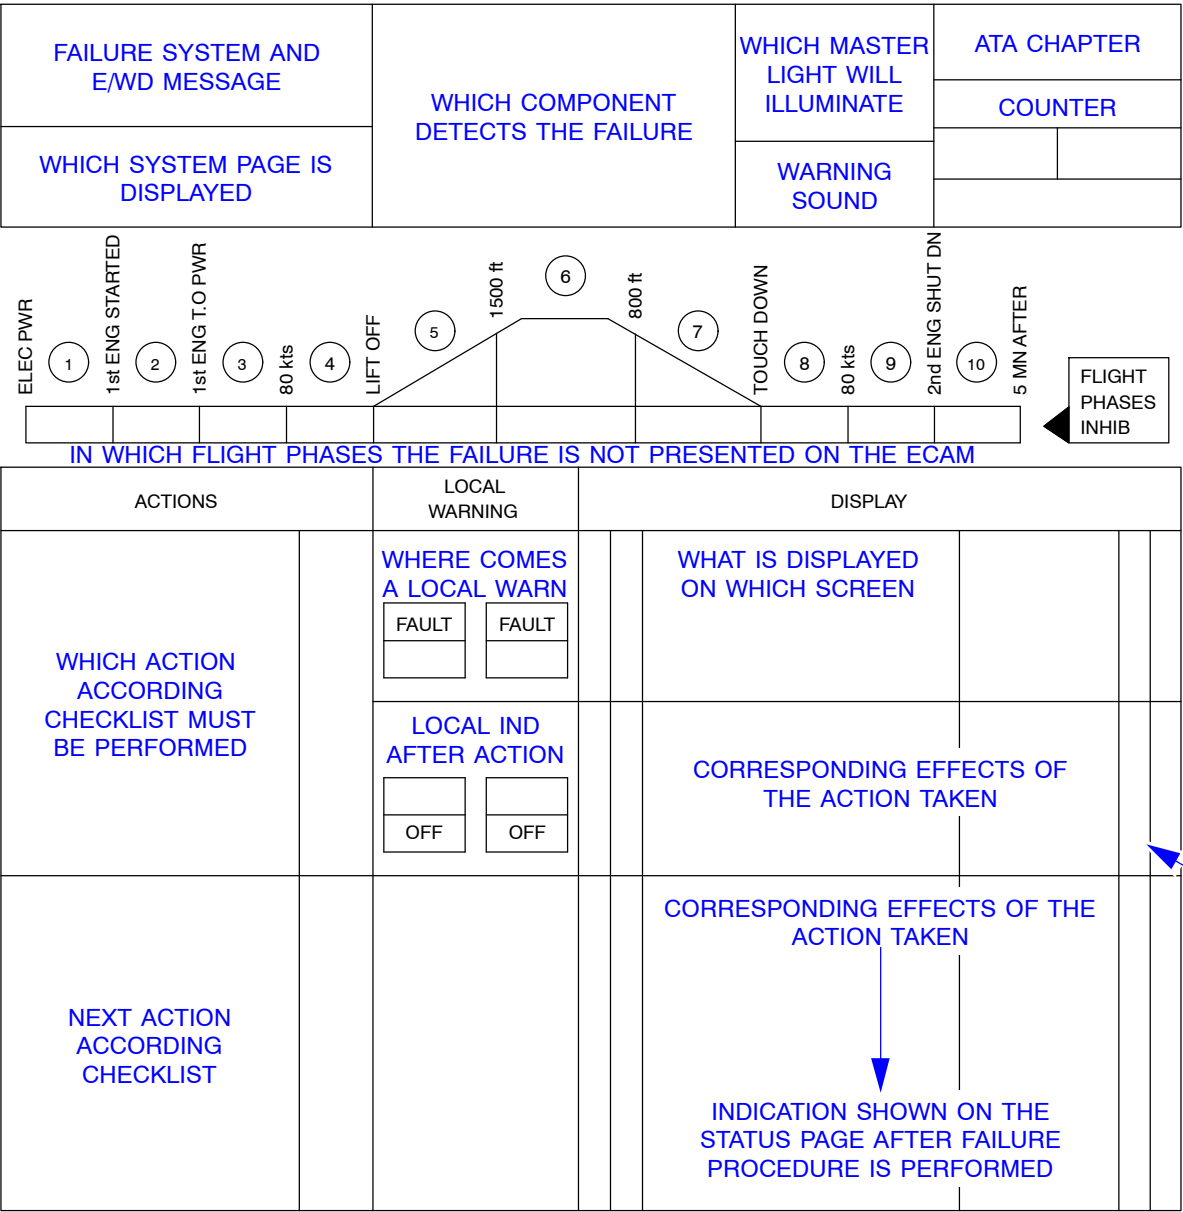 FAILURE SYSTEM AND
E/WD MESSAGE
WHICH SYSTEM PAGE IS
DISPLAYED
WHICH COMPONENT
DETECTS THE FAILURE
WHICH MASTER
LIGHT WILL
ILLUMINATE
WARNING
SOUND
ATA CHAPTER
COUNTER
ELEC PWR
1
1st ENG STARTED
2
1st ENG T.O PWR
3
80 kts
4
LIFT OFF
5
1500 ft
6
800 ft
7
TOUCH DOWN
8
80 kts
9
2nd ENG SHUT DN
10
5 MN AFTER
FLIGHT
PHASES
INHIB
IN WHICH FLIGHT PHASES THE FAILURE IS NOT PRESENTED ON THE ECAM
ACTIONS
LOCAL
WARNING
DISPLAY
WHICH ACTION
ACCORDING
CHECKLIST MUST
BE PERFORMED
WHERE COMES
A LOCAL WARN
FAULT
FAULT
WHAT IS DISPLAYED
ON WHICH SCREEN
LOCAL IND
AFTER ACTION
OFF
OFF
CORRESPONDING EFFECTS OF
THE ACTION TAKEN
NEXT ACTION
ACCORDING
CHECKLIST
CORRESPONDING EFFECTS OF THE
ACTION TAKEN
INDICATION SHOWN ON THE
STATUS PAGE AFTER FAILURE
PROCEDURE IS PERFORMED